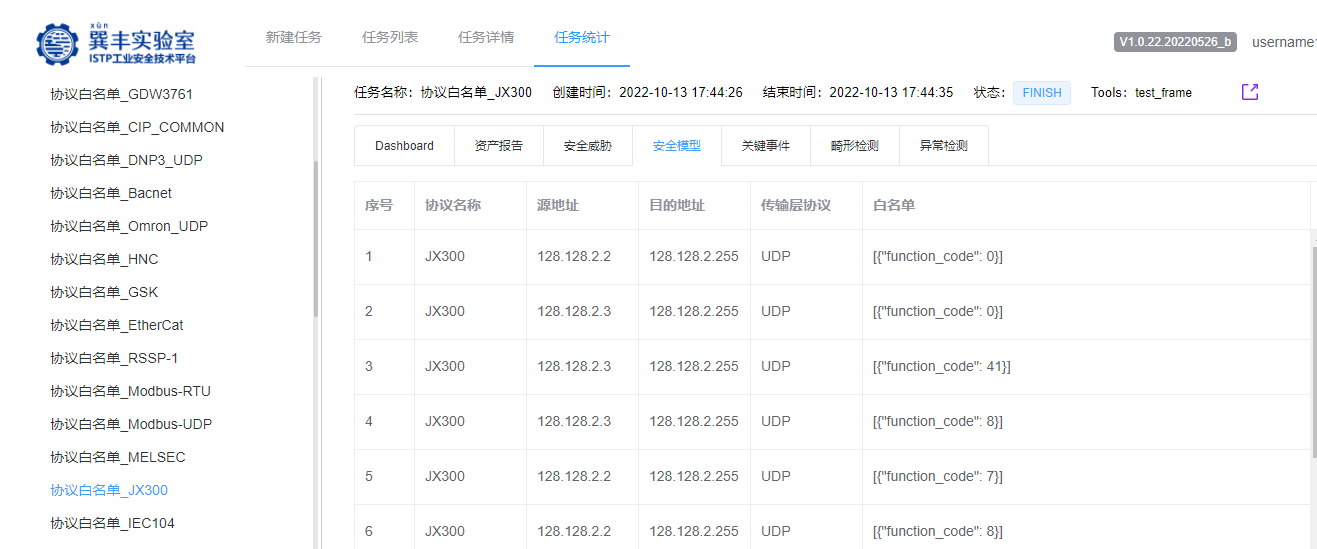 xùn
巽丰实验室
ISTP工业安全技术平台
新建任务 任务列表 任务详情 任务统计
V1.0.22.20220526_b username
协议白名单_GDW3761
协议白名单_CIP_COMMON
协议白名单_DNP3_UDP
协议白名单_Bacnet
协议白名单_Omron_UDP
协议白名单_HNC
协议白名单_GSK
协议白名单_EtherCat
协议白名单_RSSP-1
协议白名单_Modbus-RTU
协议白名单_Modbus-UDP
协议白名单_MELSEC
协议白名单_JX300
协议白名单_IEC104
任务名称：协议白名单_JX300 创建时间：2022-10-13 17:44:26 结束时间：2022-10-13 17:44:35 状态：FINISH Tools：test_frame
Dashboard 资产报告 安全威胁 安全模型 关键事件 畸形检测 异常检测
序号 协议名称 源地址 目的地址 传输层协议 白名单
1 JX300 128.128.2.2 128.128.2.255 UDP [{"function_code": 0}]
2 JX300 128.128.2.3 128.128.2.255 UDP [{"function_code": 0}]
3 JX300 128.128.2.3 128.128.2.255 UDP [{"function_code": 41}]
4 JX300 128.128.2.3 128.128.2.255 UDP [{"function_code": 8}]
5 JX300 128.128.2.2 128.128.2.255 UDP [{"function_code": 7}]
6 JX300 128.128.2.2 128.128.2.255 UDP [{"function_code": 8}]